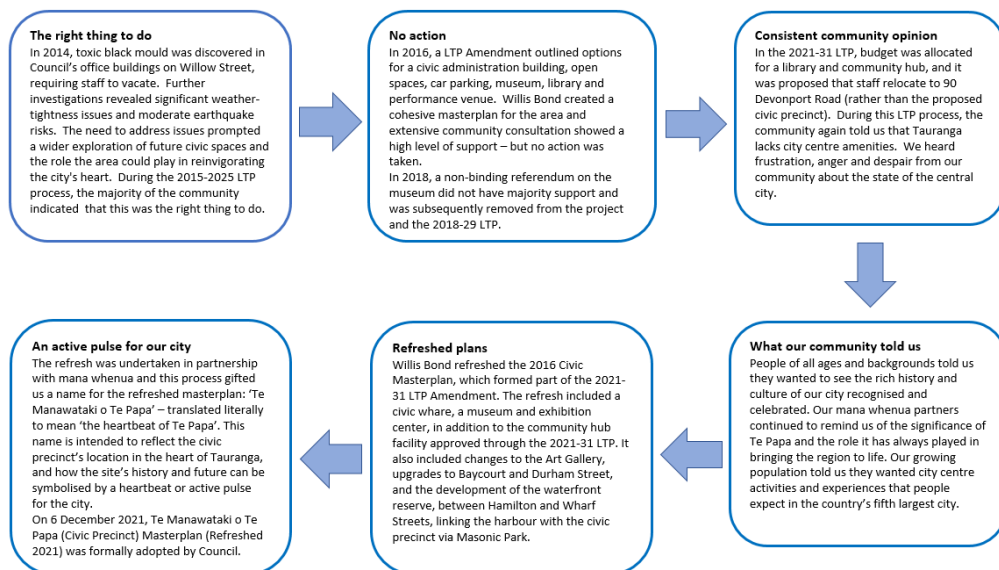 The right thing to do
In 2014, toxic black mould was discovered in
Council's office buildings on Willow Street,
requiring staff to vacate.  Further
investigations revealed significant weather-
tightness issues and moderate earthquake
risks.  The need to address issues prompted
a wider exploration of future civic spaces and
the role the area could play in reinvigorating
the city's heart.  During the 2015-2025 LTP
process, the majority of the community
indicated  that this was the right thing to do.
No action
In 2016, a LTP Amendment outlined options
for a civic administration building, open
spaces, car parking, museum, library and
performance venue.  Willis Bond created a
cohesive masterplan for the area and
extensive community consultation showed a
high level of support – but no action was
taken.
In 2018, a non-binding referendum on the
museum did not have majority support and
was subsequently removed from the project
and the 2018-29 LTP.
Consistent community opinion
In the 2021-31 LTP, budget was allocated
for a library and community hub, and it
was proposed that staff relocate to 90
Devonport Road (rather than the proposed
civic precinct).  During this LTP process, the
community again told us that Tauranga
lacks city centre amenities.  We heard
frustration, anger and despair from our
community about the state of the central
city.
What our community told us
People of all ages and backgrounds told us
they wanted to see the rich history and
culture of our city recognised and
celebrated. Our mana whenua partners
continued to remind us of the significance of
Te Papa and the role it has always played in
bringing the region to life. Our growing
population told us they wanted city centre
activities and experiences that people
expect in the country's fifth largest city.
Refreshed plans
Willis Bond refreshed the 2016 Civic
Masterplan, which formed part of the 2021-
31 LTP Amendment. The refresh included a
civic whare, a museum and exhibition
center, in addition to the community hub
facility approved through the 2021-31 LTP. It
also included changes to the Art Gallery,
upgrades to Baycourt and Durham Street,
and the development of the waterfront
reserve, between Hamilton and Wharf
Streets, linking the harbour with the civic
precinct via Masonic Park.
An active pulse for our city
The refresh was undertaken in partnership
with mana whenua and this process gifted
us a name for the refreshed masterplan: 'Te
Manawataki o Te Papa' – translated literally
to mean 'the heartbeat of Te Papa'. This
name is intended to reflect the civic
precinct's location in the heart of Tauranga,
and how the site's history and future can be
symbolised by a heartbeat or active pulse
for the city.
On 6 December 2021, Te Manawataki o Te
Papa (Civic Precinct) Masterplan (Refreshed
2021) was formally adopted by Council.